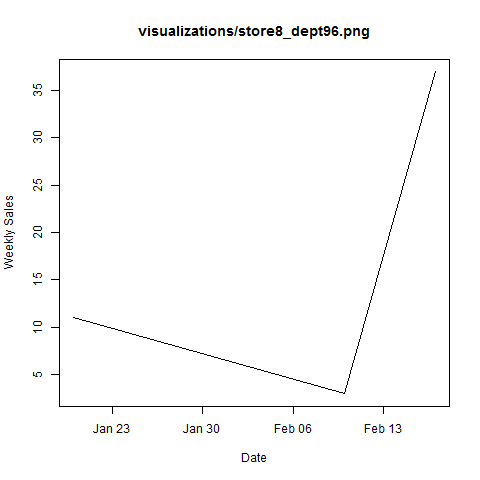 visualizations/store8_dept96.png
Weekly Sales
35
30
25
20
15
10
5
Jan 23 Jan 30 Feb 06 Feb 13
Date